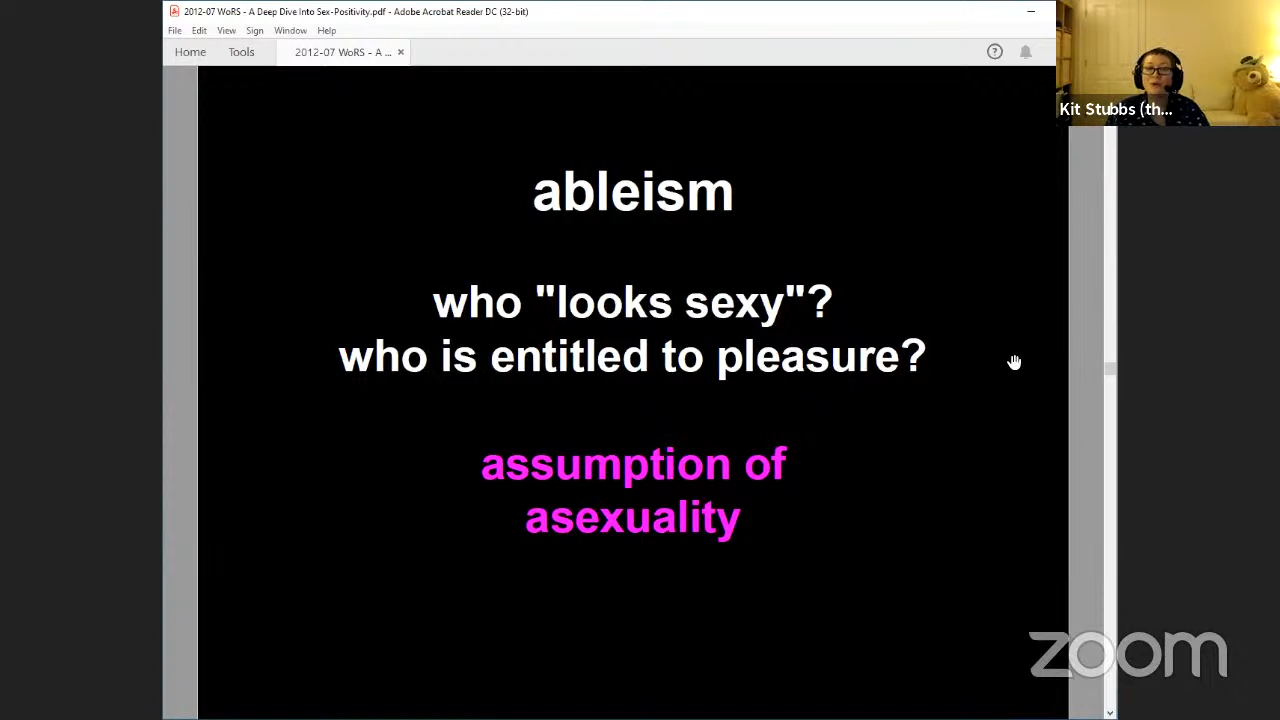 2012-07 WoRS - A Deep Dive Into Sex-Positivity.pdf - Adobe Acrobat Reader DC (32-bit)
File Edit View Sign Window Help
Home Tools 2012-07 WoRS - A ... ×
Kit Stubbs (th...
ableism
who "looks sexy"?
who is entitled to pleasure?
assumption of
asexuality
zoom